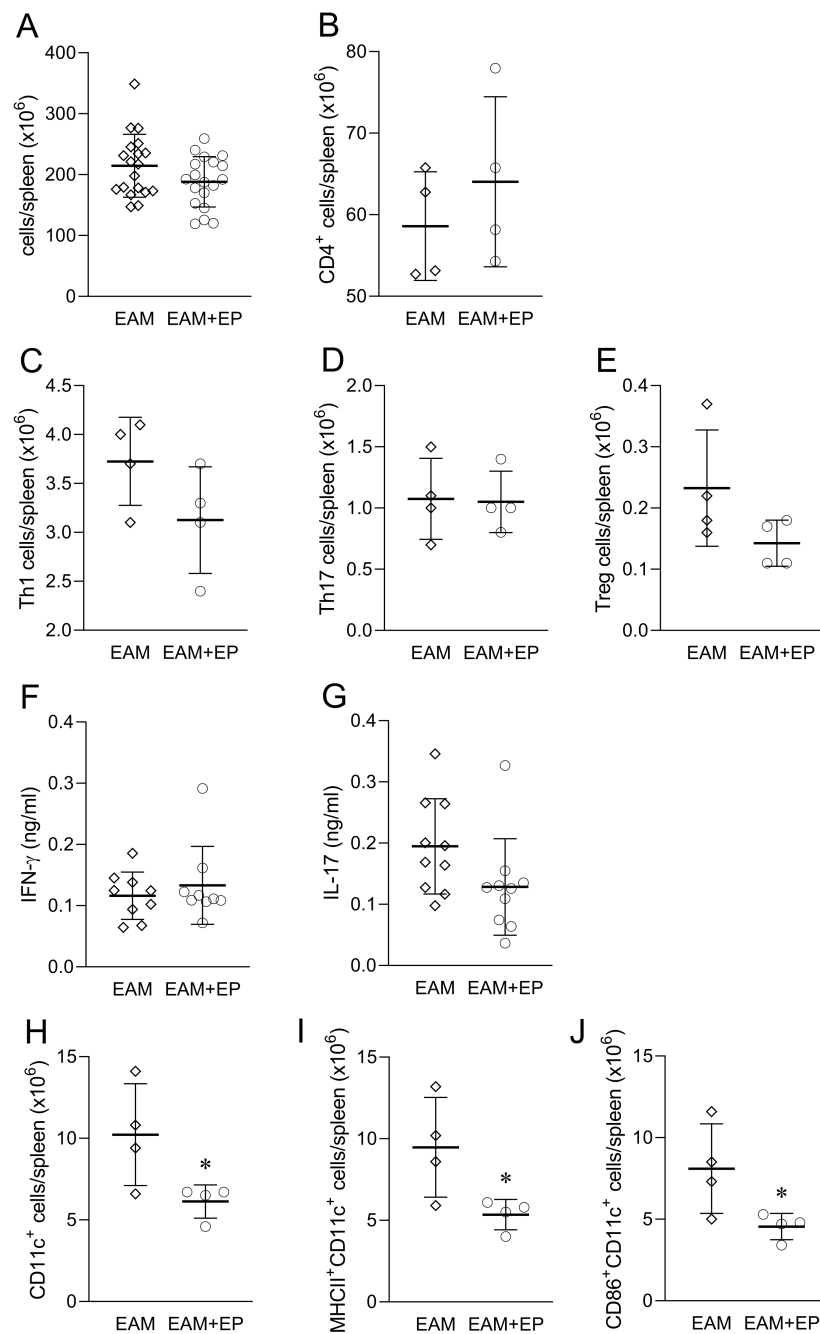 A
cells/spleen (x10⁶)
400
300
200
100
0
EAM EAM+EP
B
CD4⁺ cells/spleen (x10⁶)
80
70
60
50
EAM EAM+EP
C
Th1 cells/spleen (x10⁶)
4.5
4.0
3.5
3.0
2.5
2.0
EAM EAM+EP
D
Th17 cells/spleen (x10⁶)
2.0
1.5
1.0
0.5
0.0
EAM EAM+EP
E
Treg cells/spleen (x10⁶)
0.4
0.3
0.2
0.1
0.0
EAM EAM+EP
F
IFN-γ (ng/ml)
0.4
0.3
0.2
0.1
0.0
EAM EAM+EP
G
IL-17 (ng/ml)
0.4
0.3
0.2
0.1
0.0
EAM EAM+EP
H
CD11c⁺ cells/spleen (x10⁶)
15
10
5
0
*
EAM EAM+EP
I
MHCII⁺CD11c⁺ cells/spleen (x10⁶)
15
10
5
0
*
EAM EAM+EP
J
CD86⁺CD11c⁺ cells/spleen (x10⁶)
15
10
5
0
*
EAM EAM+EP